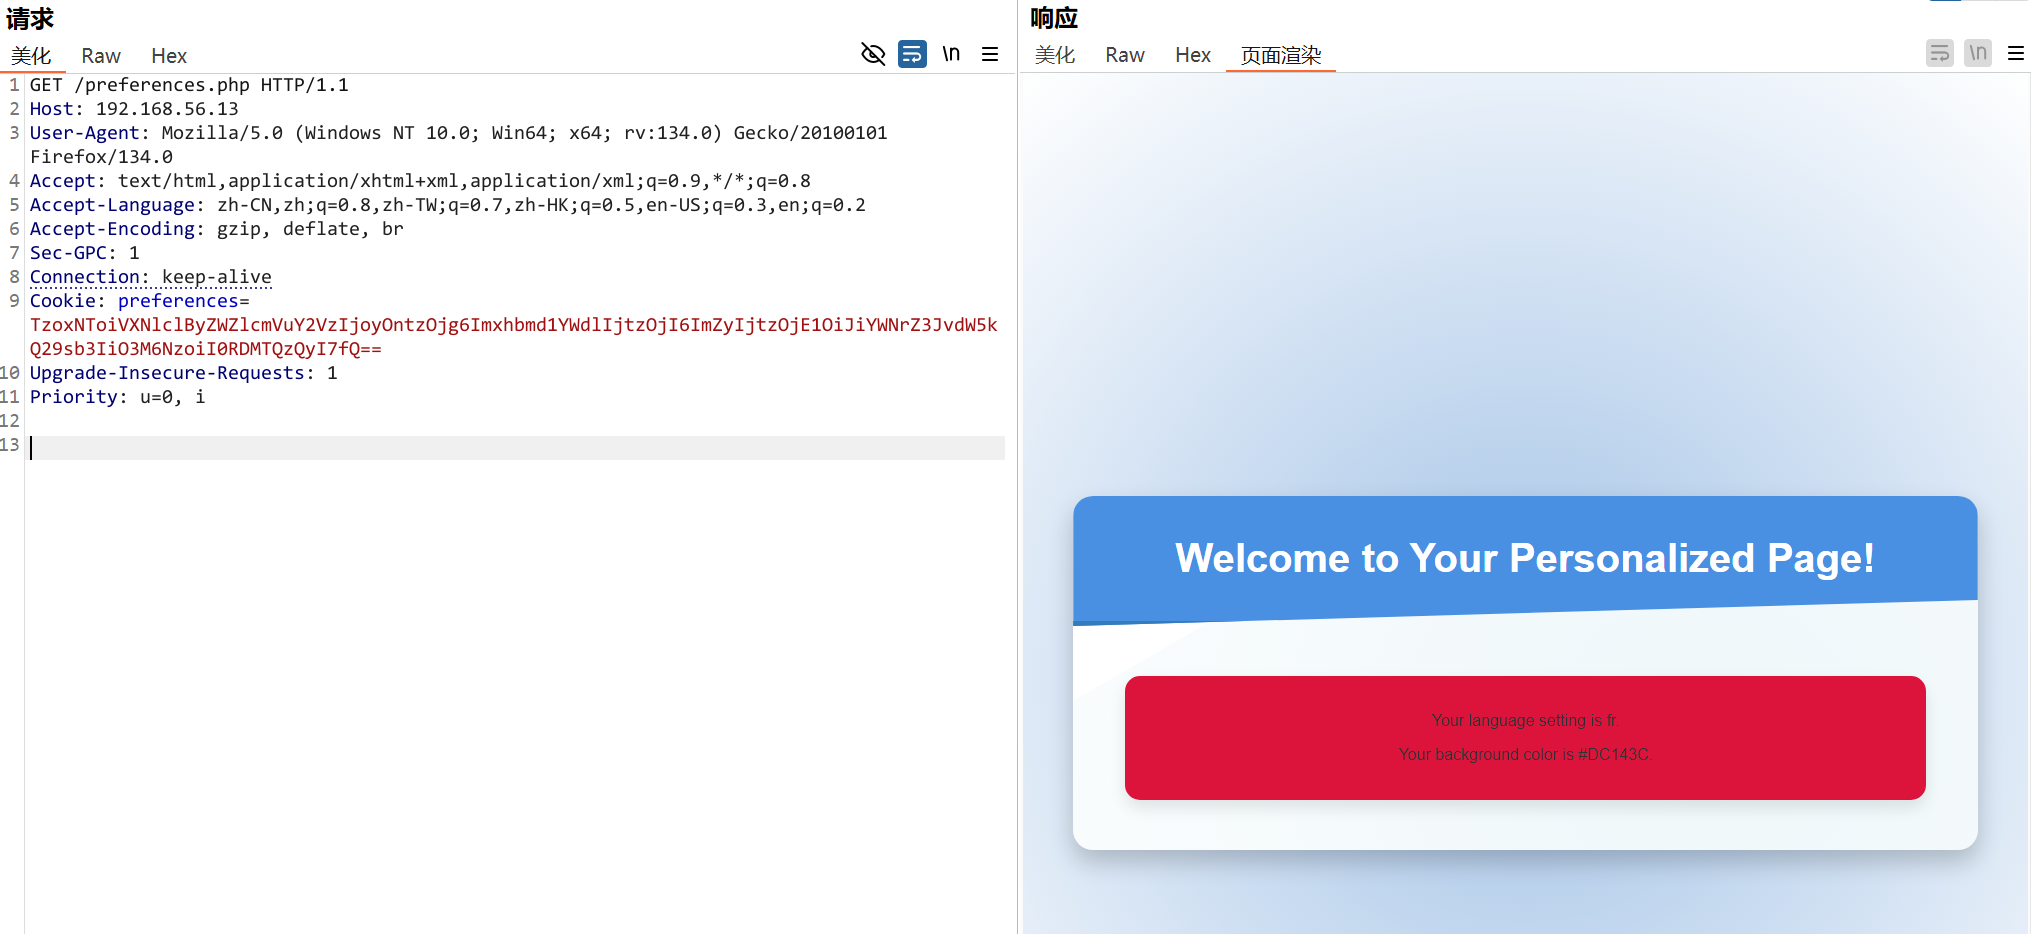 请求
美化 Raw Hex
\n
1 GET /preferences.php HTTP/1.1
2 Host: 192.168.56.13
3 User-Agent: Mozilla/5.0 (Windows NT 10.0; Win64; x64; rv:134.0) Gecko/20100101
Firefox/134.0
4 Accept: text/html,application/xhtml+xml,application/xml;q=0.9,*/*;q=0.8
5 Accept-Language: zh-CN,zh;q=0.8,zh-TW;q=0.7,zh-HK;q=0.5,en-US;q=0.3,en;q=0.2
6 Accept-Encoding: gzip, deflate, br
7 Sec-GPC: 1
8 Connection: keep-alive
9 Cookie: preferences=
TzoxNToiVXNlclByZWZlcmVuY2VzIjoyOntzOjg6Imxhbmd1YWdlIjtzOjI6ImZyIjtzOjE1OiJiYWNrZ3JvdW5k
Q29sb3IiO3M6NzoiI0RDMTQzQyI7fQ==
10 Upgrade-Insecure-Requests: 1
11 Priority: u=0, i
12
13
响应
美化 Raw Hex 页面渲染
\n
Welcome to Your Personalized Page!
Your language setting is fr.
Your background color is #DC143C.